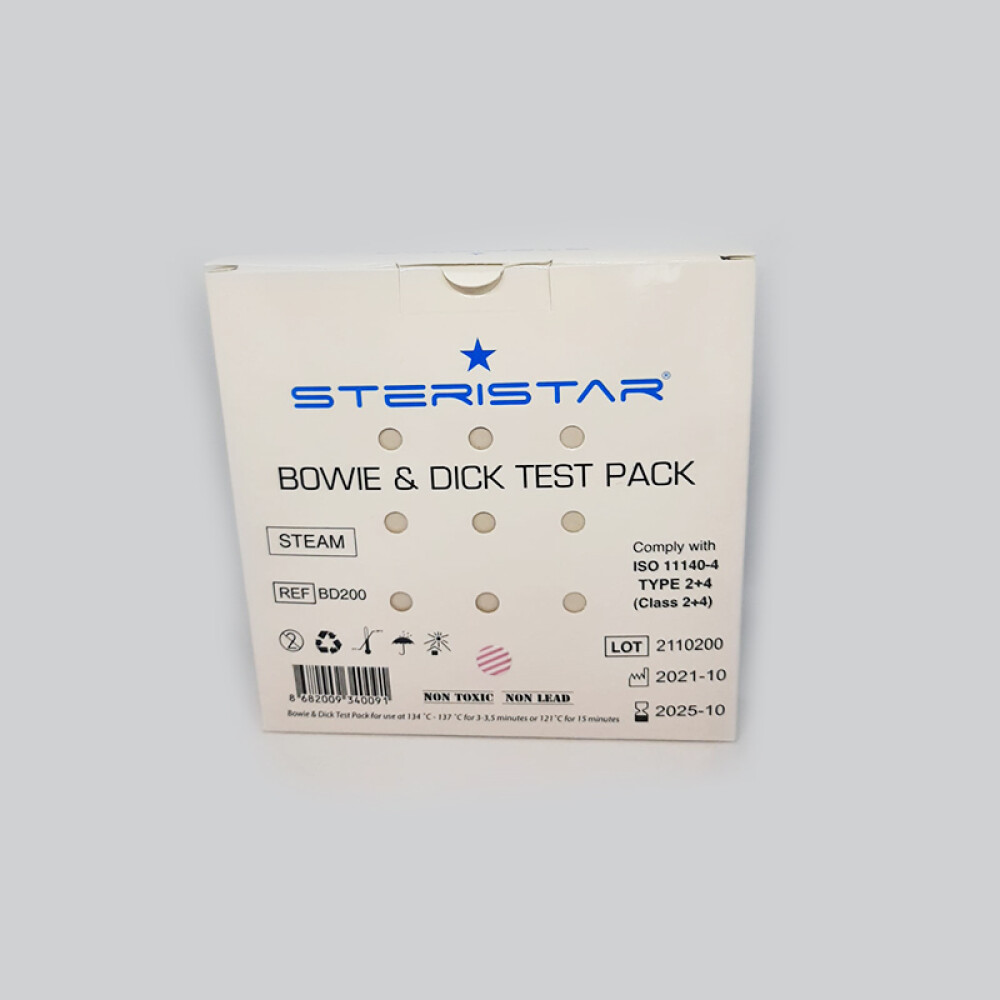 STERISTAR®
BOWIE & DICK TEST PACK
STEAM
Comply with
ISO 11140-4
TYPE 2+4
(Class 2+4)
REF BD200
LOT 2110200
2021-10
2025-10
8 682009 340091
NON TOXIC NON LEAD
Bowie & Dick Test Pack for use at 134 °C - 137 °C for 3-3,5 minutes or 121°C for 15 minutes